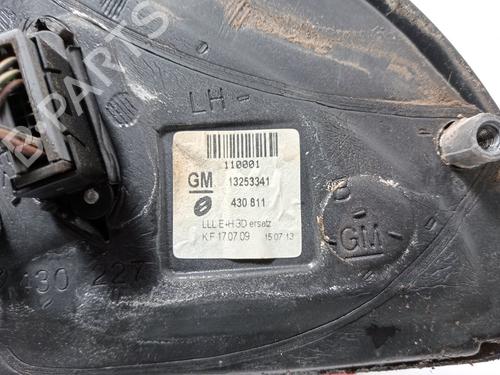 LH-
110001
GM 13253341
430 811
LLL E+H 3D ersatz
KF 17.07.09 15.07.13
B
-GM-
430 227
B-PARTS